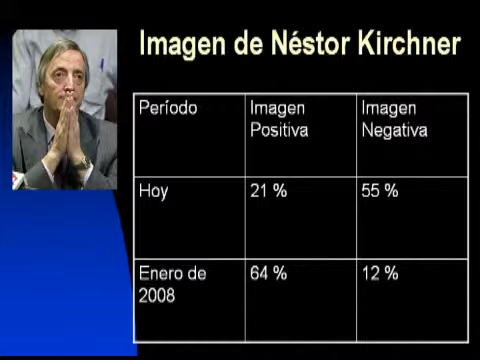 Imagen de Néstor Kirchner
Período Imagen Positiva Imagen Negativa
Hoy 21 % 55 %
Enero de 2008 64 % 12 %